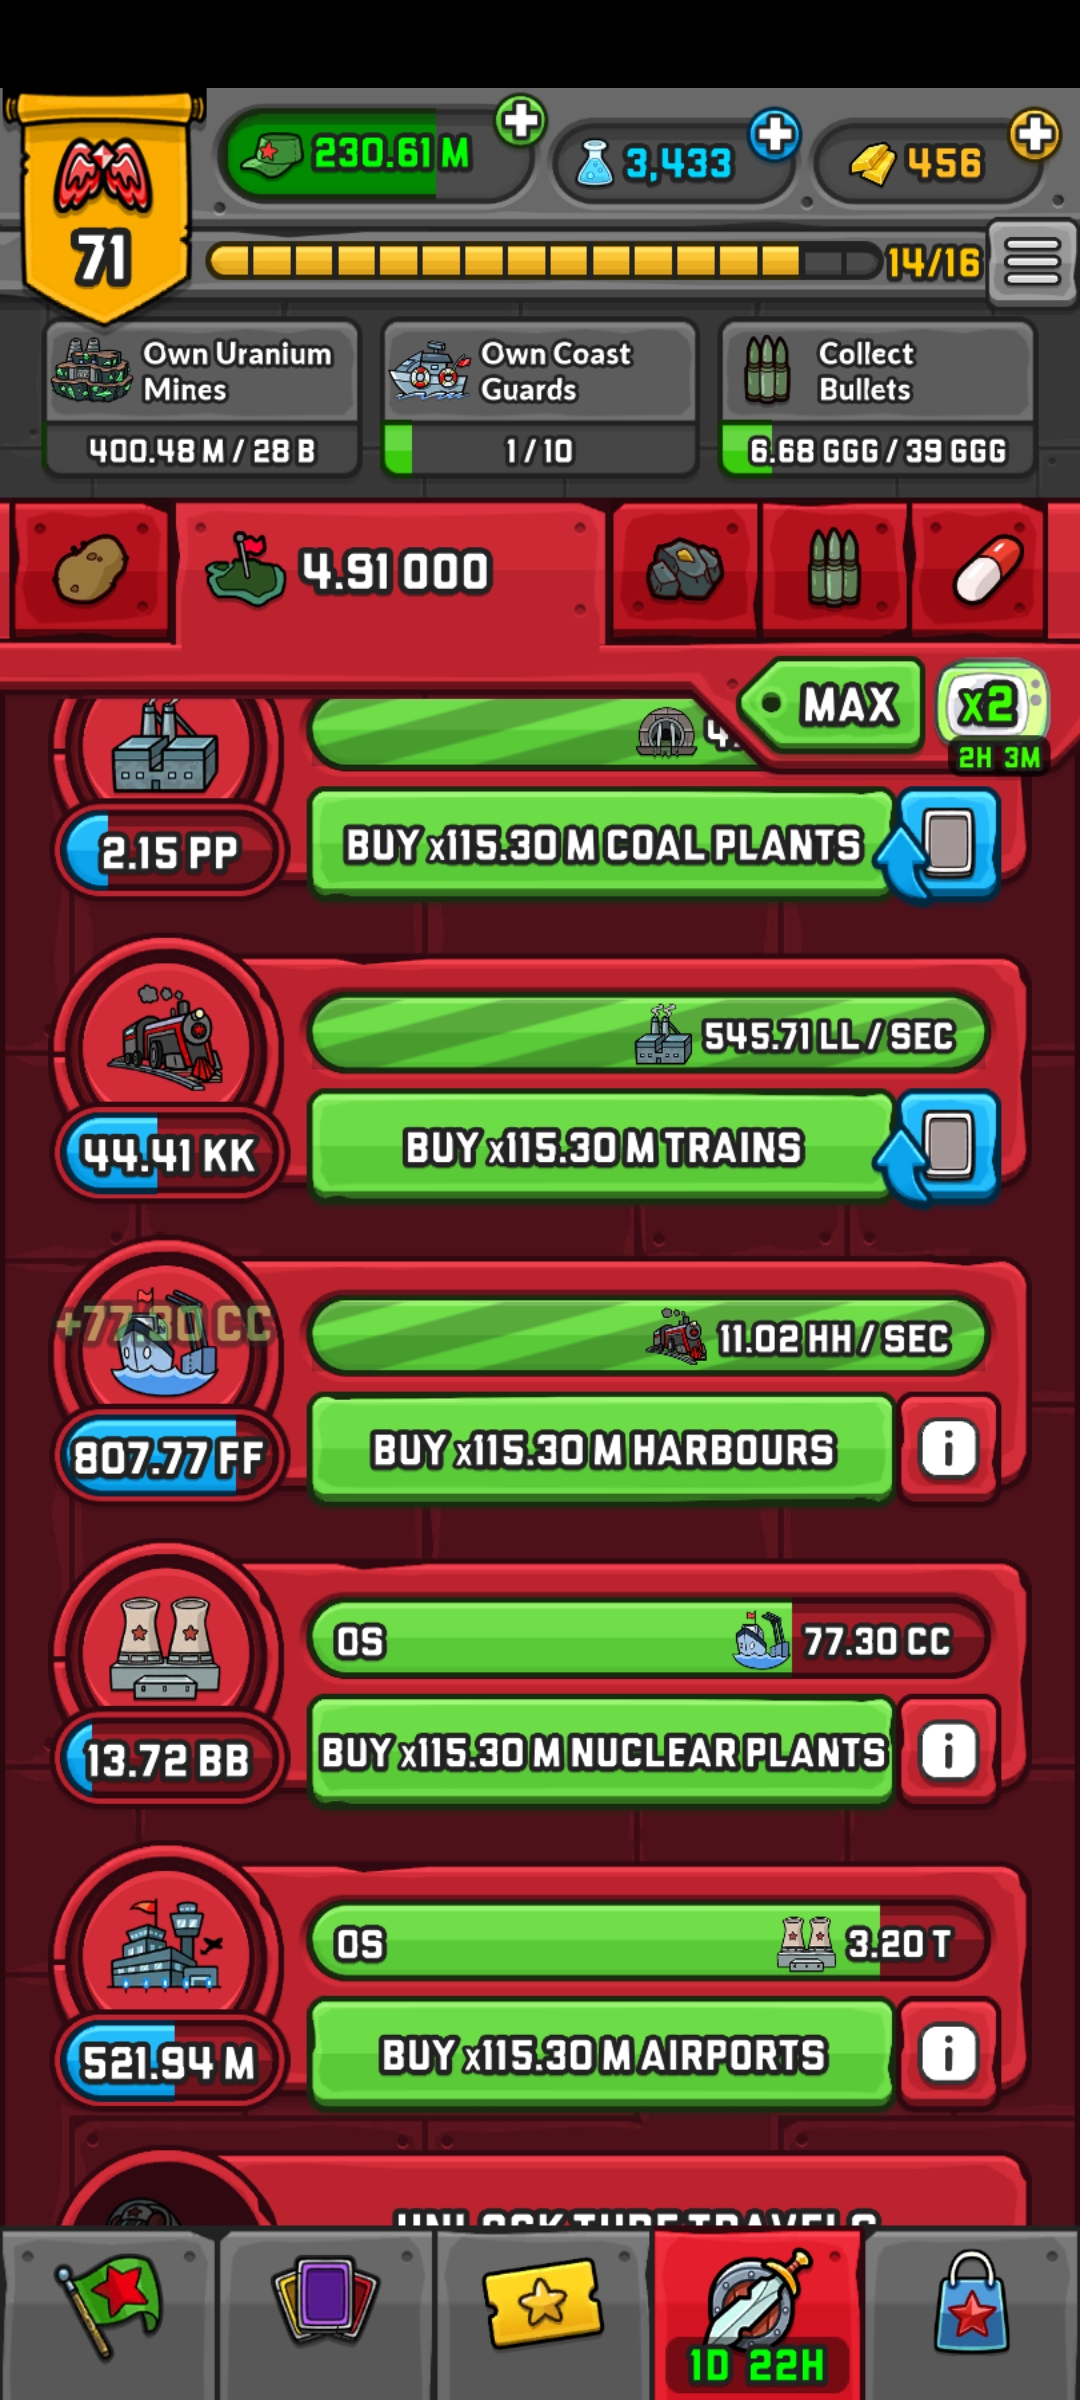 230.61 M
3,433
456
71
14/16
Own Uranium
Mines
Own Coast
Guards
Collect
Bullets
400.48 M / 28 B
1 / 10
6.68 GGG / 39 GGG
4.91 000
MAX
x2
2H 3M
2.15 PP
BUY x115.30 M COAL PLANTS
545.71 LL / SEC
44.41 KK
BUY x115.30 M TRAINS
+77.30 CC
11.02 HH / SEC
807.77 FF
BUY x115.30 M HARBOURS
i
0S
77.30 CC
13.72 BB
BUY x115.30 M NUCLEAR PLANTS
i
0S
3.20 T
521.94 M
BUY x115.30 M AIRPORTS
i
UNLOCK TUBE TRAVELS
1D 22H